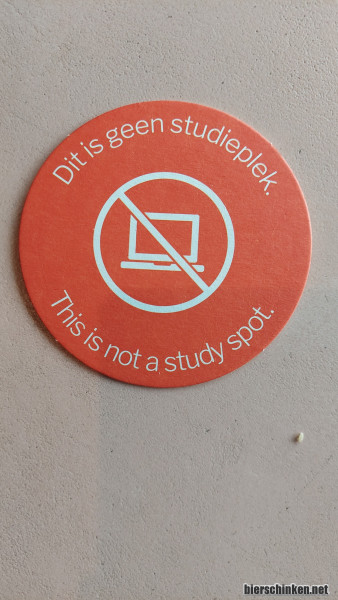 Dit is geen studieplek.
This is not a study spot.
bierschinken.net